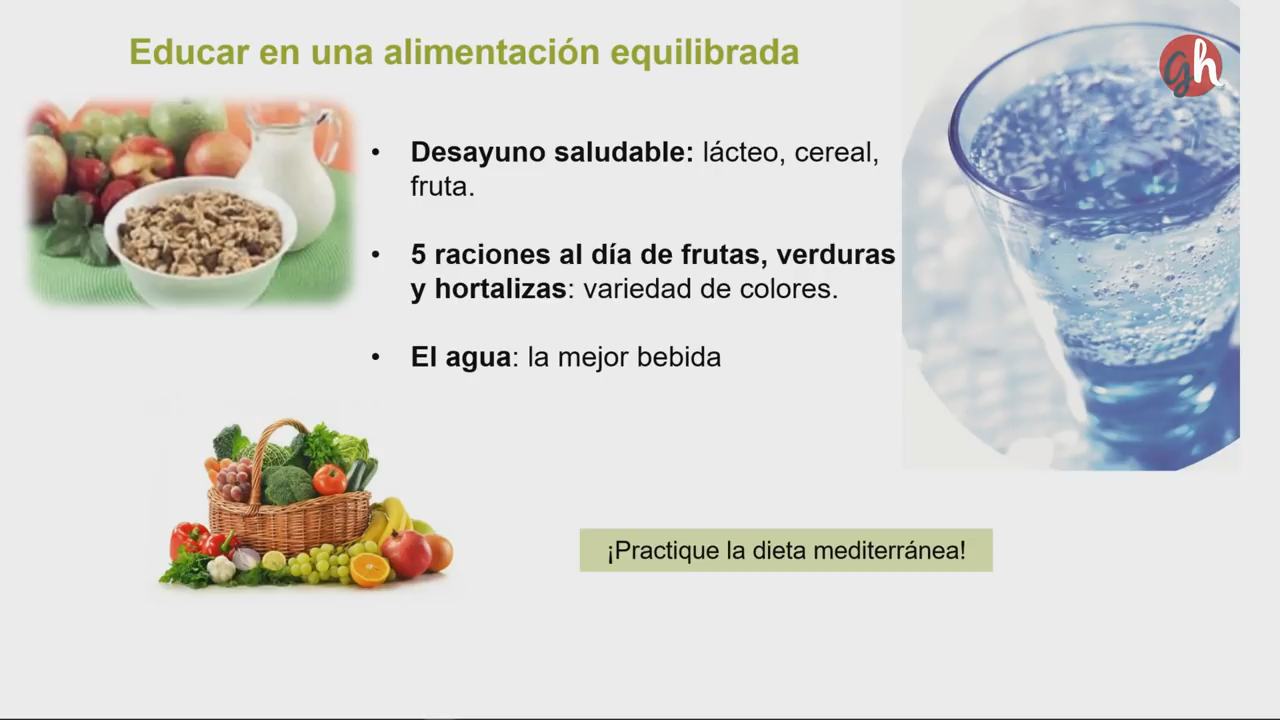 Educar en una alimentación equilibrada
gh
• Desayuno saludable: lácteo, cereal,
fruta.
• 5 raciones al día de frutas, verduras
y hortalizas: variedad de colores.
• El agua: la mejor bebida
¡Practique la dieta mediterránea!